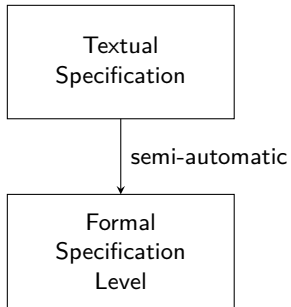 Textual
Specification
semi-automatic
Formal
Specification
Level